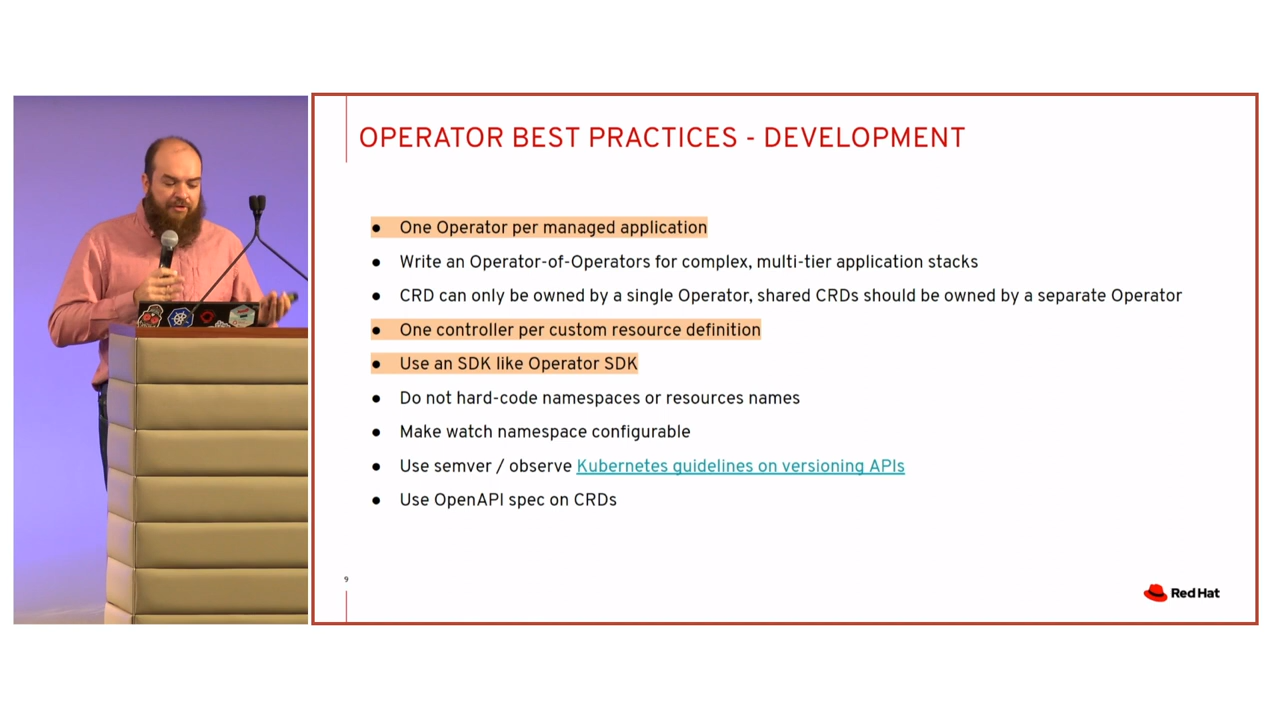 OPERATOR BEST PRACTICES - DEVELOPMENT
● One Operator per managed application
● Write an Operator-of-Operators for complex, multi-tier application stacks
● CRD can only be owned by a single Operator, shared CRDs should be owned by a separate Operator
● One controller per custom resource definition
● Use an SDK like Operator SDK
● Do not hard-code namespaces or resources names
● Make watch namespace configurable
● Use semver / observe Kubernetes guidelines on versioning APIs
● Use OpenAPI spec on CRDs
9
Red Hat